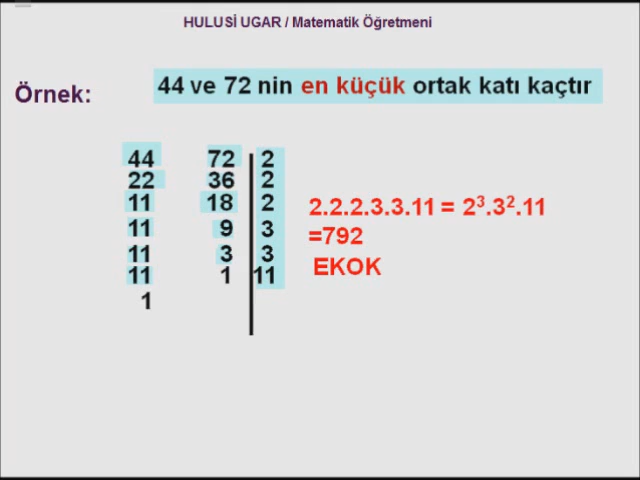 HULUSİ UGAR / Matematik Öğretmeni
Örnek: 44 ve 72 nin en küçük ortak katı kaçtır
44 72 2
22 36 2
11 18 2
11 9 3
11 3 3
11 1 11
1
2.2.2.3.3.11 = 2³.3².11
=792
EKOK